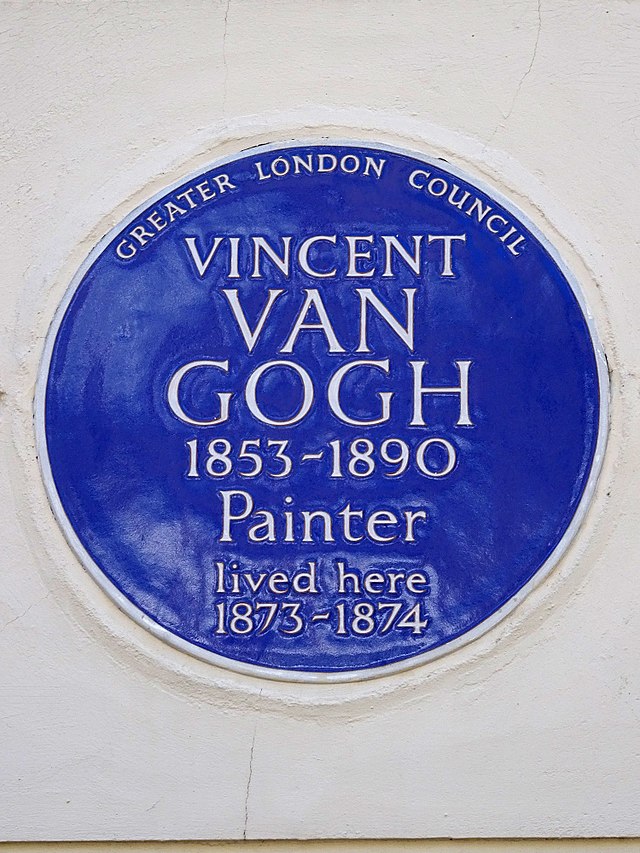 GREATER LONDON COUNCIL
VINCENT
VAN
GOGH
1853-1890
Painter
lived here
1873-1874